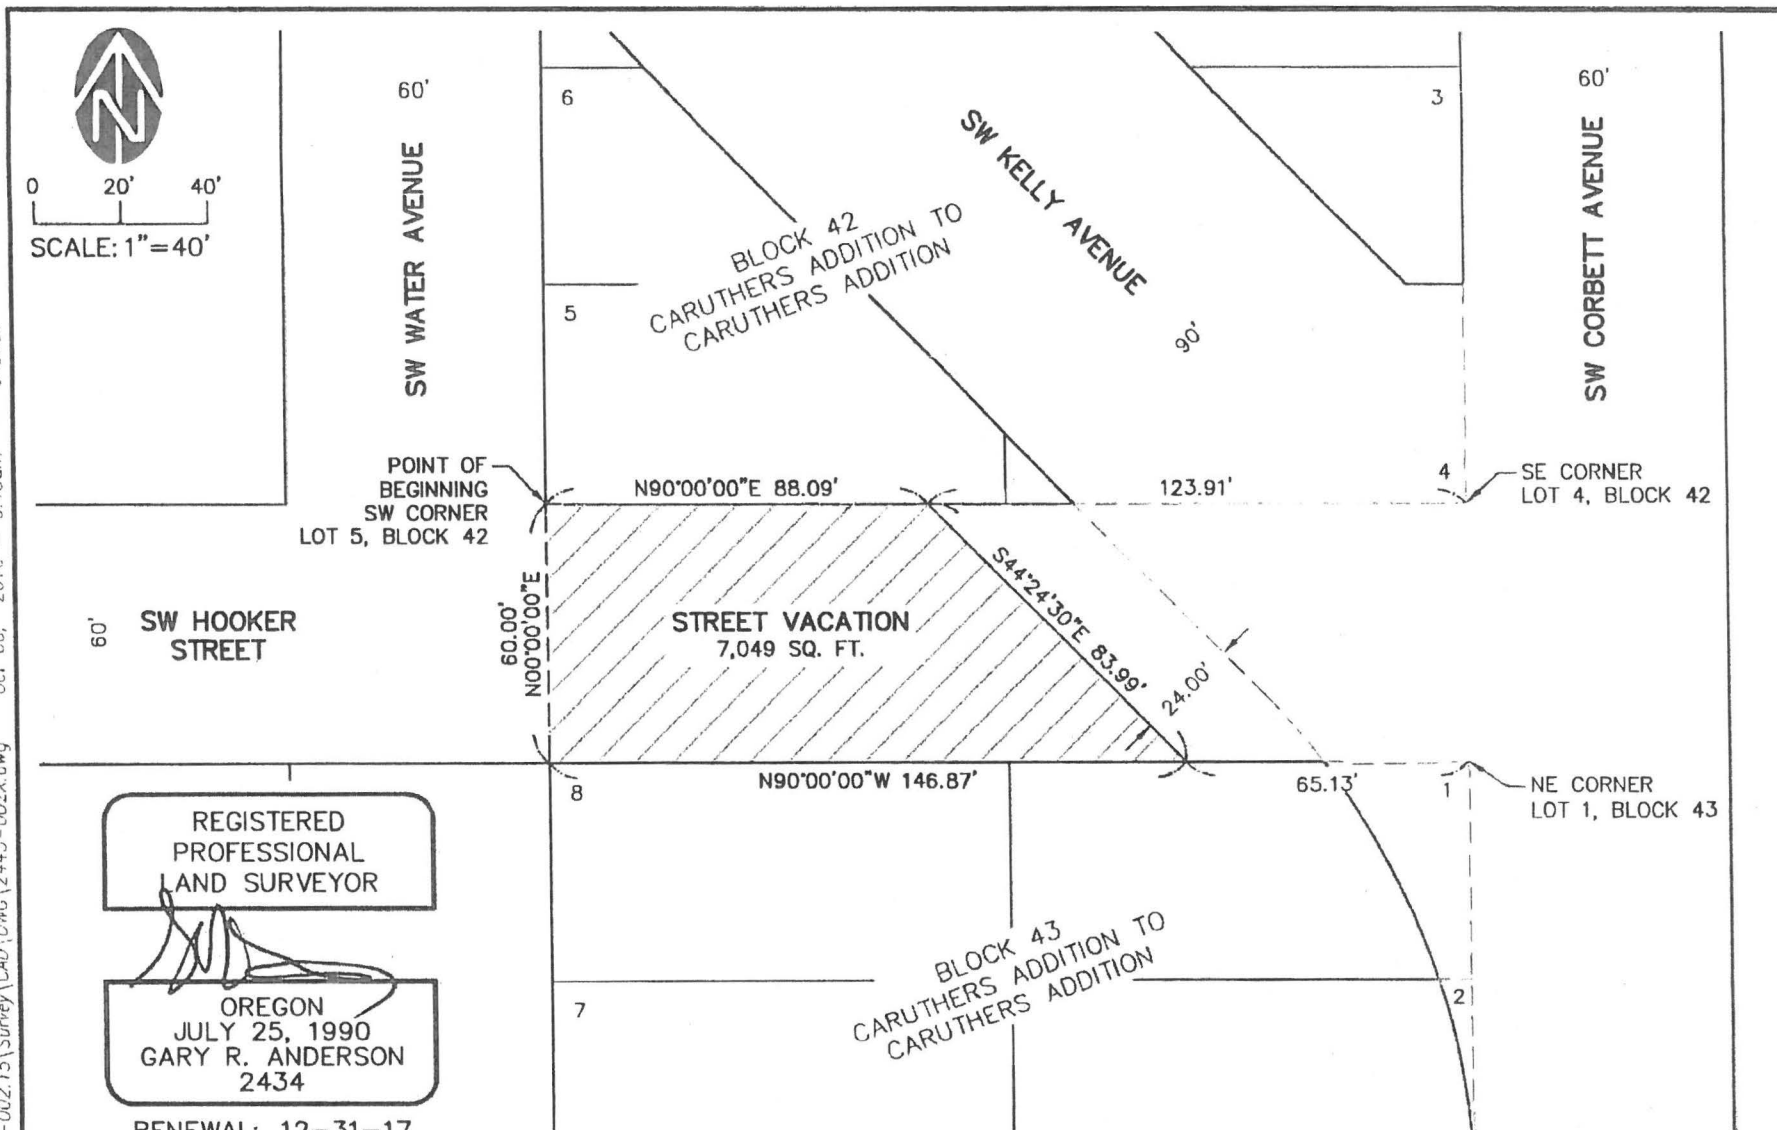 N
0 20' 40'
SCALE: 1"=40'
60'
SW WATER AVENUE
6
5
BLOCK 42
CARUTHERS ADDITION TO
CARUTHERS ADDITION
SW KELLY AVENUE
90'
3
60'
SW CORBETT AVENUE
POINT OF
BEGINNING
SW CORNER
LOT 5, BLOCK 42
N90°00'00"E 88.09'
123.91'
4
SE CORNER
LOT 4, BLOCK 42
60'
SW HOOKER
STREET
60.00'
N00°00'00"E
STREET VACATION
7,049 SQ. FT.
S44°24'30"E 83.99'
24.00'
8
N90°00'00"W 146.87'
65.13'
1
NE CORNER
LOT 1, BLOCK 43
REGISTERED
PROFESSIONAL
LAND SURVEYOR
OREGON
JULY 25, 1990
GARY R. ANDERSON
2434
RENEWAL: 12-31-17
7
BLOCK 43
CARUTHERS ADDITION TO
CARUTHERS ADDITION
2